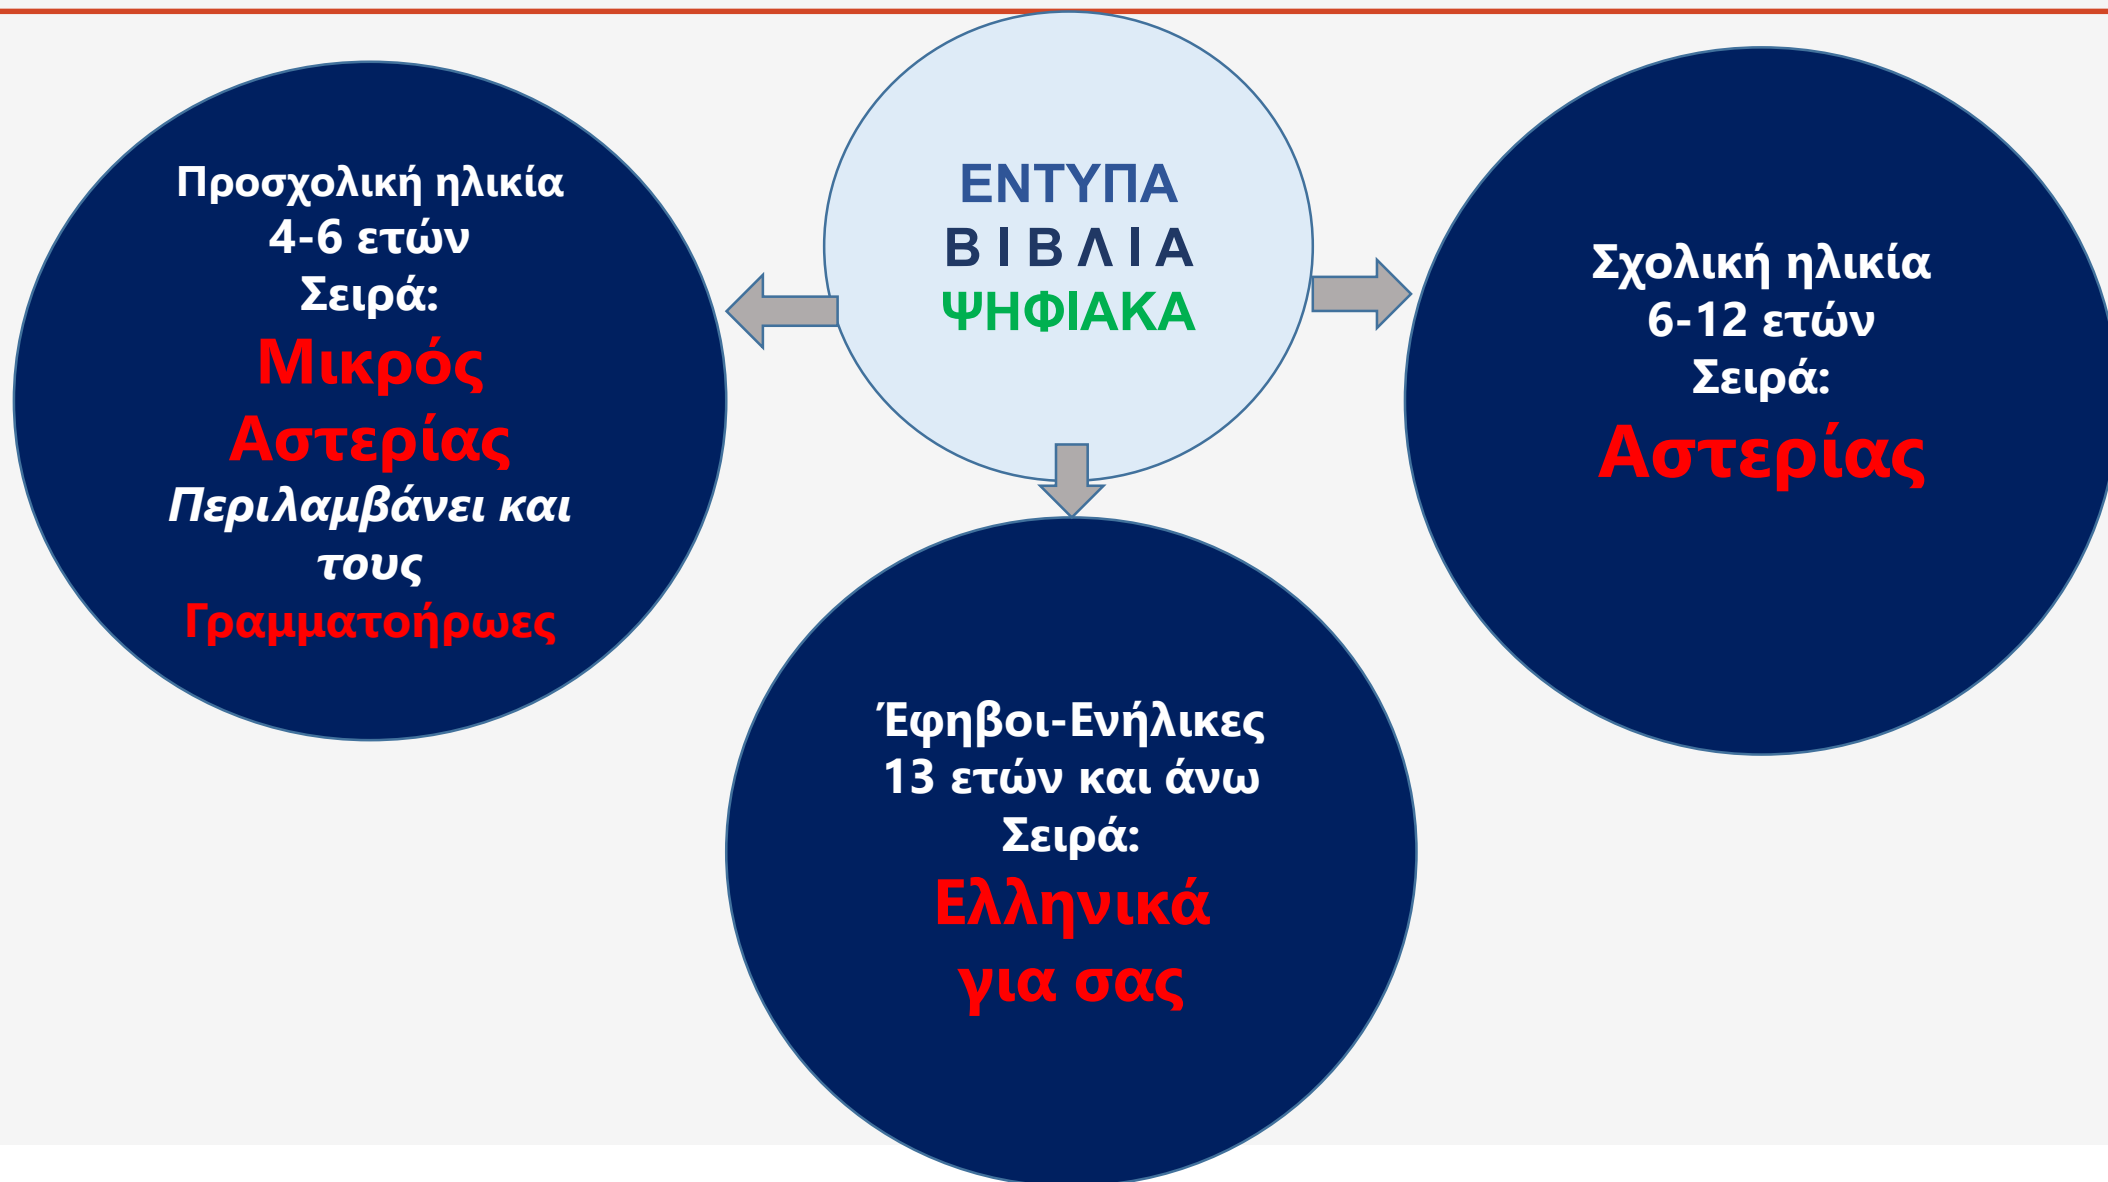 ΕΝΤΥΠΑ
Β Ι Β Λ Ι Α
ΨΗΦΙΑΚΑ
Προσχολική ηλικία
4-6 ετών
Σειρά:
Μικρός
Αστερίας
Περιλαμβάνει και
τους
Γραμματοήρωες
Σχολική ηλικία
6-12 ετών
Σειρά:
Αστερίας
Έφηβοι-Ενήλικες
13 ετών και άνω
Σειρά:
Ελληνικά
για σας